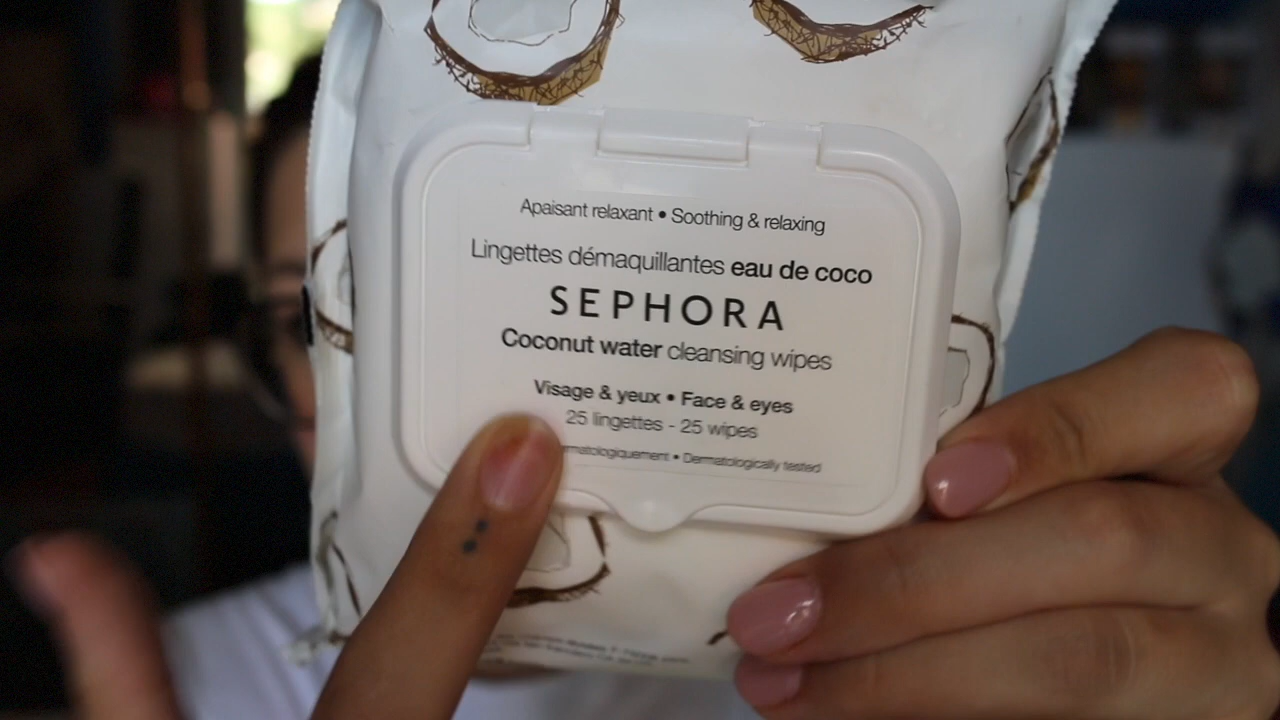 Apaisant relaxant • Soothing & relaxing
Lingettes démaquillantes eau de coco
SEPHORA
Coconut water cleansing wipes
Visage & yeux • Face & eyes
25 lingettes - 25 wipes
• Dermatologically tested